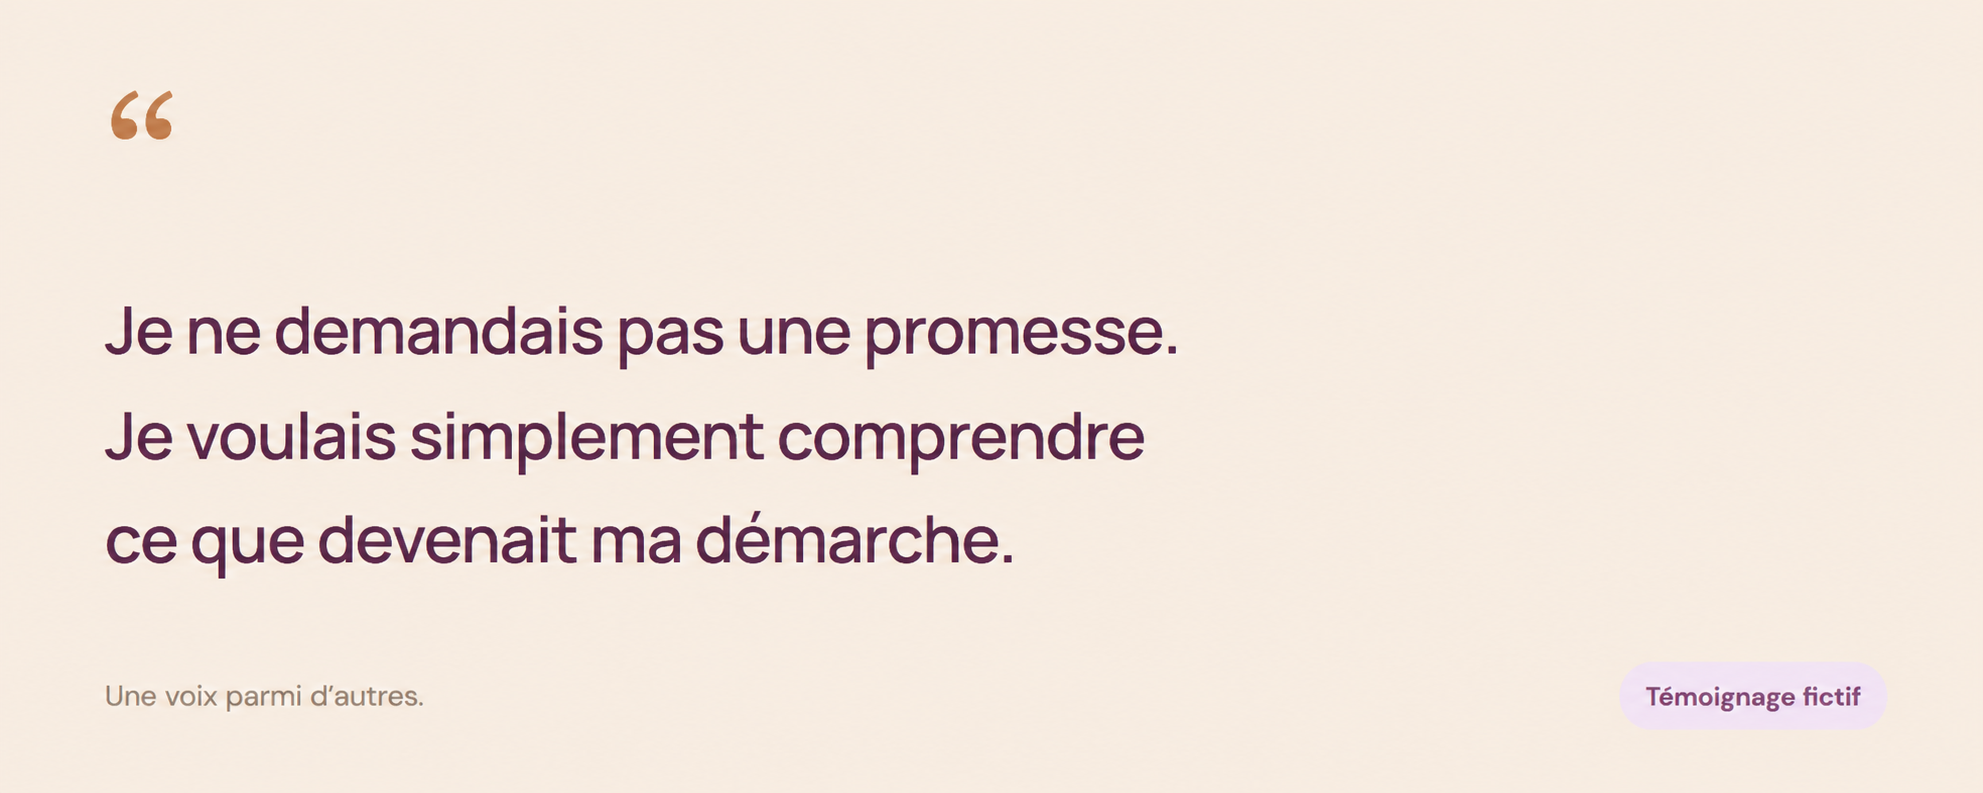 “
Je ne demandais pas une promesse.
Je voulais simplement comprendre
ce que devenait ma démarche.
Une voix parmi d’autres.
Témoignage fictif